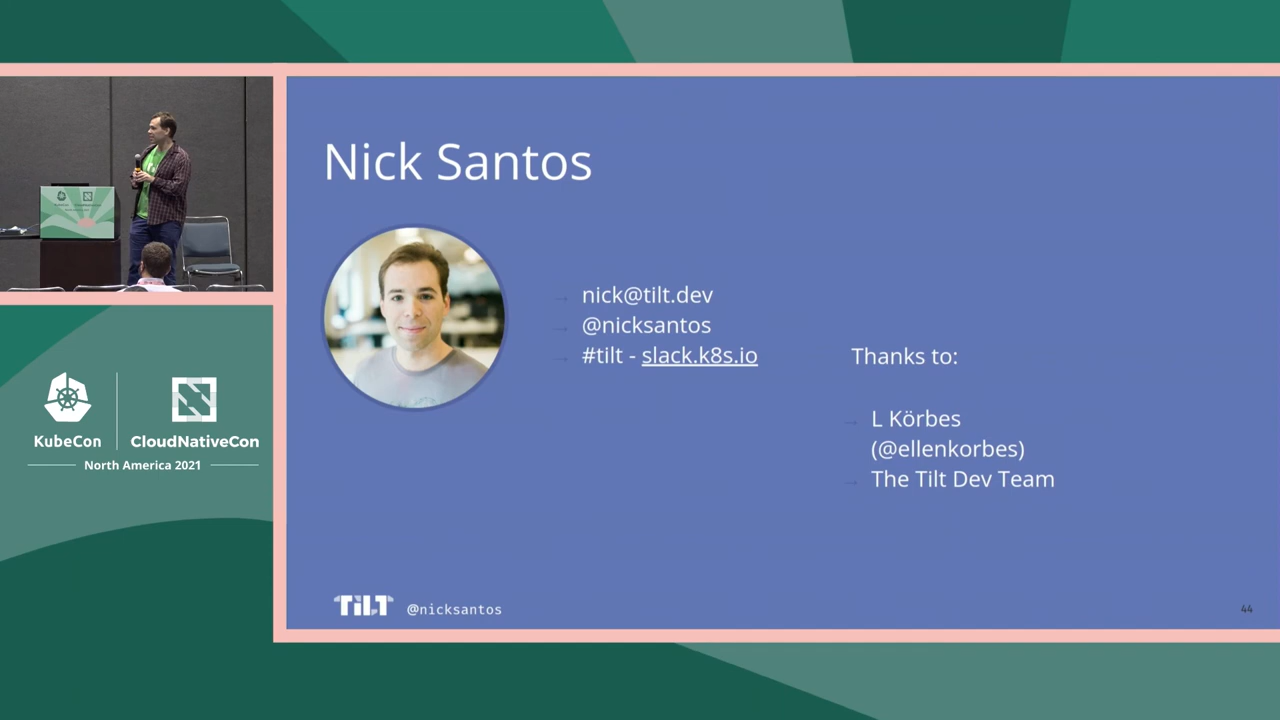 Nick Santos
nick@tilt.dev
@nicksantos
#tilt - slack.k8s.io
Thanks to:
L Körbes
(@ellenkorbes)
The Tilt Dev Team
TILT
@nicksantos
44
KubeCon
CloudNativeCon
North America 2021